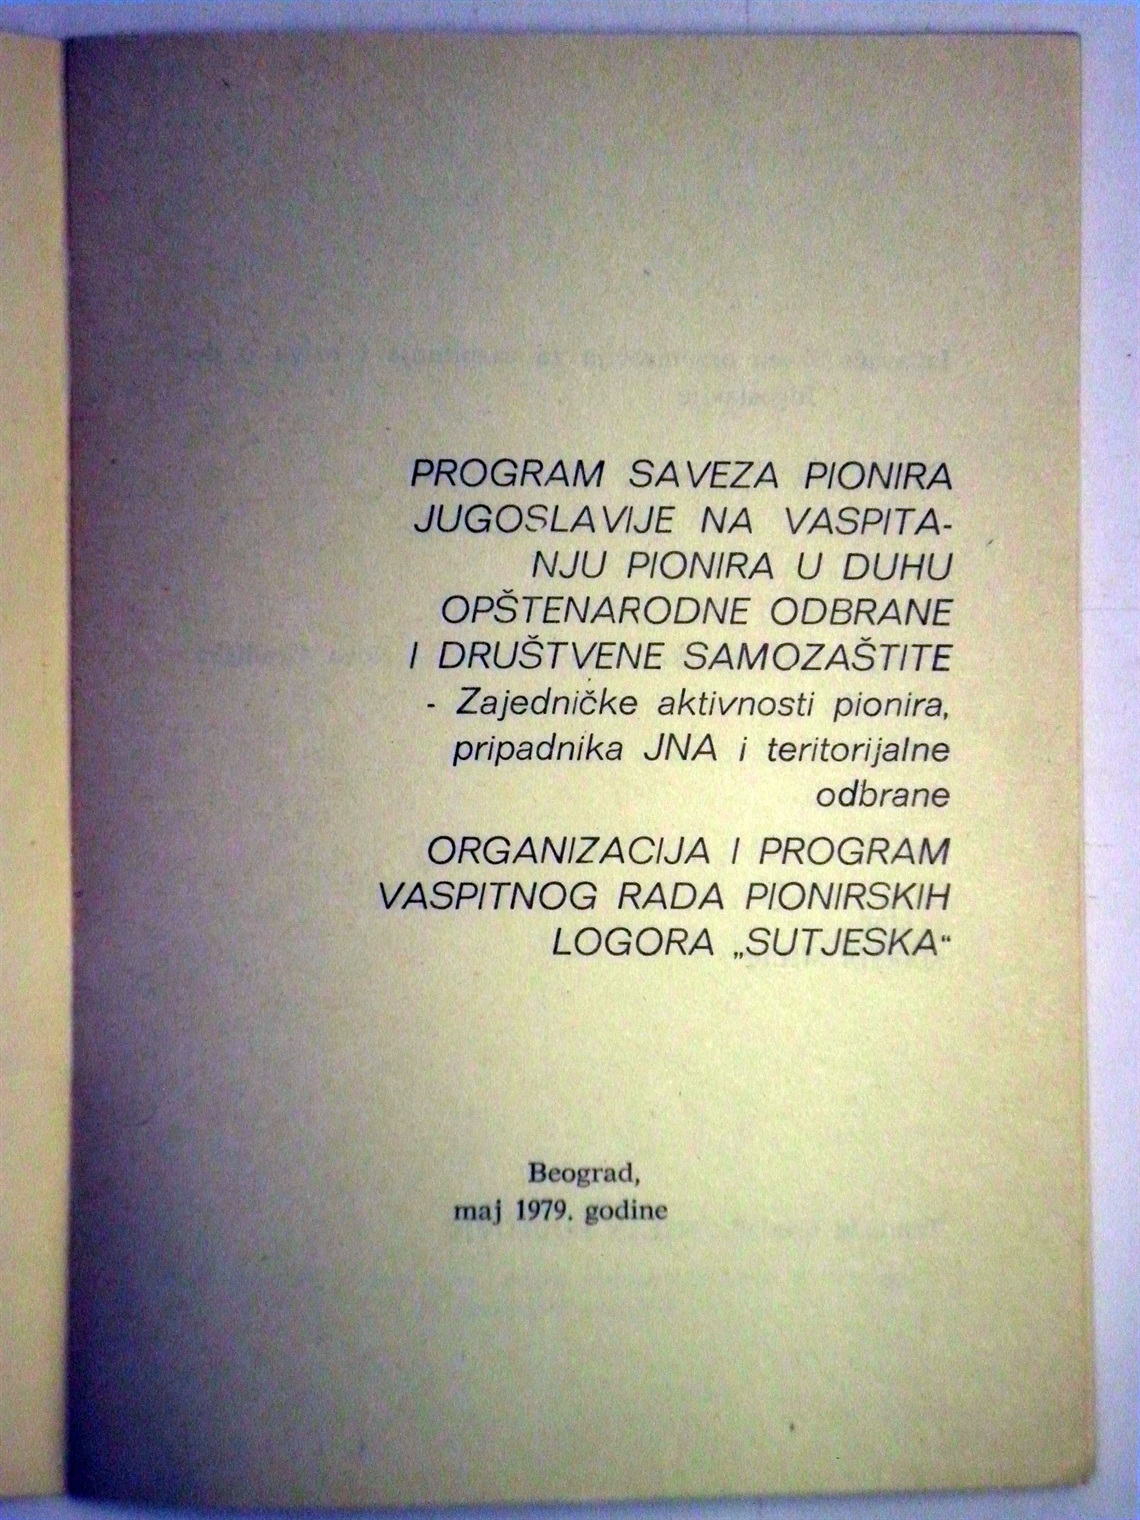 PROGRAM SAVEZA PIONIRA
JUGOSLAVIJE NA VASPITA-
NJU PIONIRA U DUHU
OPŠTENARODNE ODBRANE
I DRUŠTVENE SAMOZAŠTITE
- Zajedničke aktivnosti pionira,
pripadnika JNA i teritorijalne
odbrane
ORGANIZACIJA I PROGRAM
VASPITNOG RADA PIONIRSKIH
LOGORA „SUTJESKA“
Beograd,
maj 1979. godine